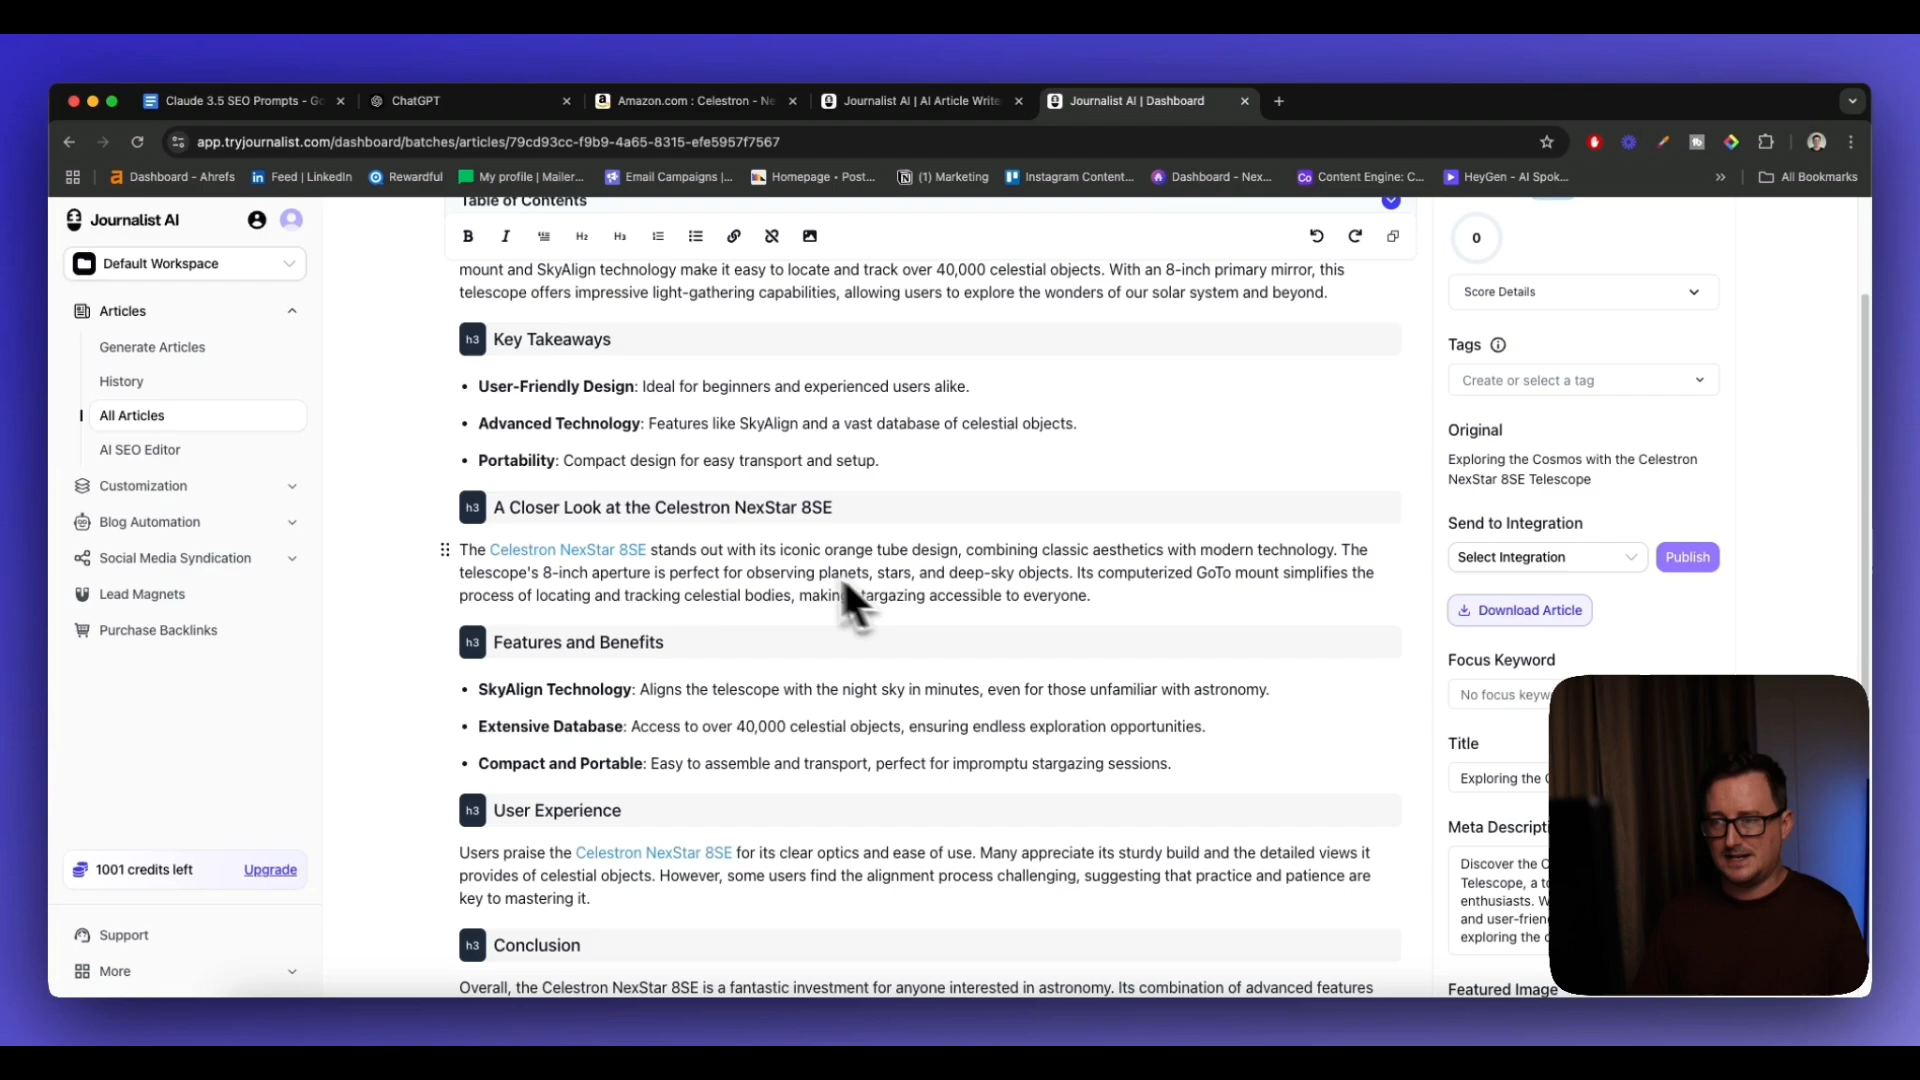 Claude 3.5 SEO Prompts - Go
ChatGPT
Amazon.com : Celestron - Ne
Journalist AI | AI Article Write
Journalist AI | Dashboard
app.tryjournalist.com/dashboard/batches/articles/79cd93cc-f9b9-4a65-8315-efe5957f7567
Dashboard - Ahrefs
Feed | LinkedIn
Rewardful
My profile | Mailer...
Email Campaigns |...
Homepage • Post...
(1) Marketing
Instagram Content...
Dashboard - Nex...
Content Engine: C...
HeyGen - AI Spok...
All Bookmarks
Journalist AI
Default Workspace
Articles
Generate Articles
History
All Articles
AI SEO Editor
Customization
Blog Automation
Social Media Syndication
Lead Magnets
Purchase Backlinks
1001 credits left
Upgrade
Support
More
Table of Contents
B I H2 H3
mount and SkyAlign technology make it easy to locate and track over 40,000 celestial objects. With an 8-inch primary mirror, this
telescope offers impressive light-gathering capabilities, allowing users to explore the wonders of our solar system and beyond.
h3 Key Takeaways
• User-Friendly Design: Ideal for beginners and experienced users alike.
• Advanced Technology: Features like SkyAlign and a vast database of celestial objects.
• Portability: Compact design for easy transport and setup.
h3 A Closer Look at the Celestron NexStar 8SE
The Celestron NexStar 8SE stands out with its iconic orange tube design, combining classic aesthetics with modern technology. The
telescope's 8-inch aperture is perfect for observing planets, stars, and deep-sky objects. Its computerized GoTo mount simplifies the
process of locating and tracking celestial bodies, making stargazing accessible to everyone.
h3 Features and Benefits
• SkyAlign Technology: Aligns the telescope with the night sky in minutes, even for those unfamiliar with astronomy.
• Extensive Database: Access to over 40,000 celestial objects, ensuring endless exploration opportunities.
• Compact and Portable: Easy to assemble and transport, perfect for impromptu stargazing sessions.
h3 User Experience
Users praise the Celestron NexStar 8SE for its clear optics and ease of use. Many appreciate its sturdy build and the detailed views it
provides of celestial objects. However, some users find the alignment process challenging, suggesting that practice and patience are
key to mastering it.
h3 Conclusion
Overall, the Celestron NexStar 8SE is a fantastic investment for anyone interested in astronomy. Its combination of advanced features
0
Score Details
Tags
Create or select a tag
Original
Exploring the Cosmos with the Celestron
NexStar 8SE Telescope
Send to Integration
Select Integration
Publish
Download Article
Focus Keyword
No focus keyw
Title
Exploring the C
Meta Descripti
Discover the C
Telescope, a to
enthusiasts. W
and user-frien
exploring the c
Featured Image